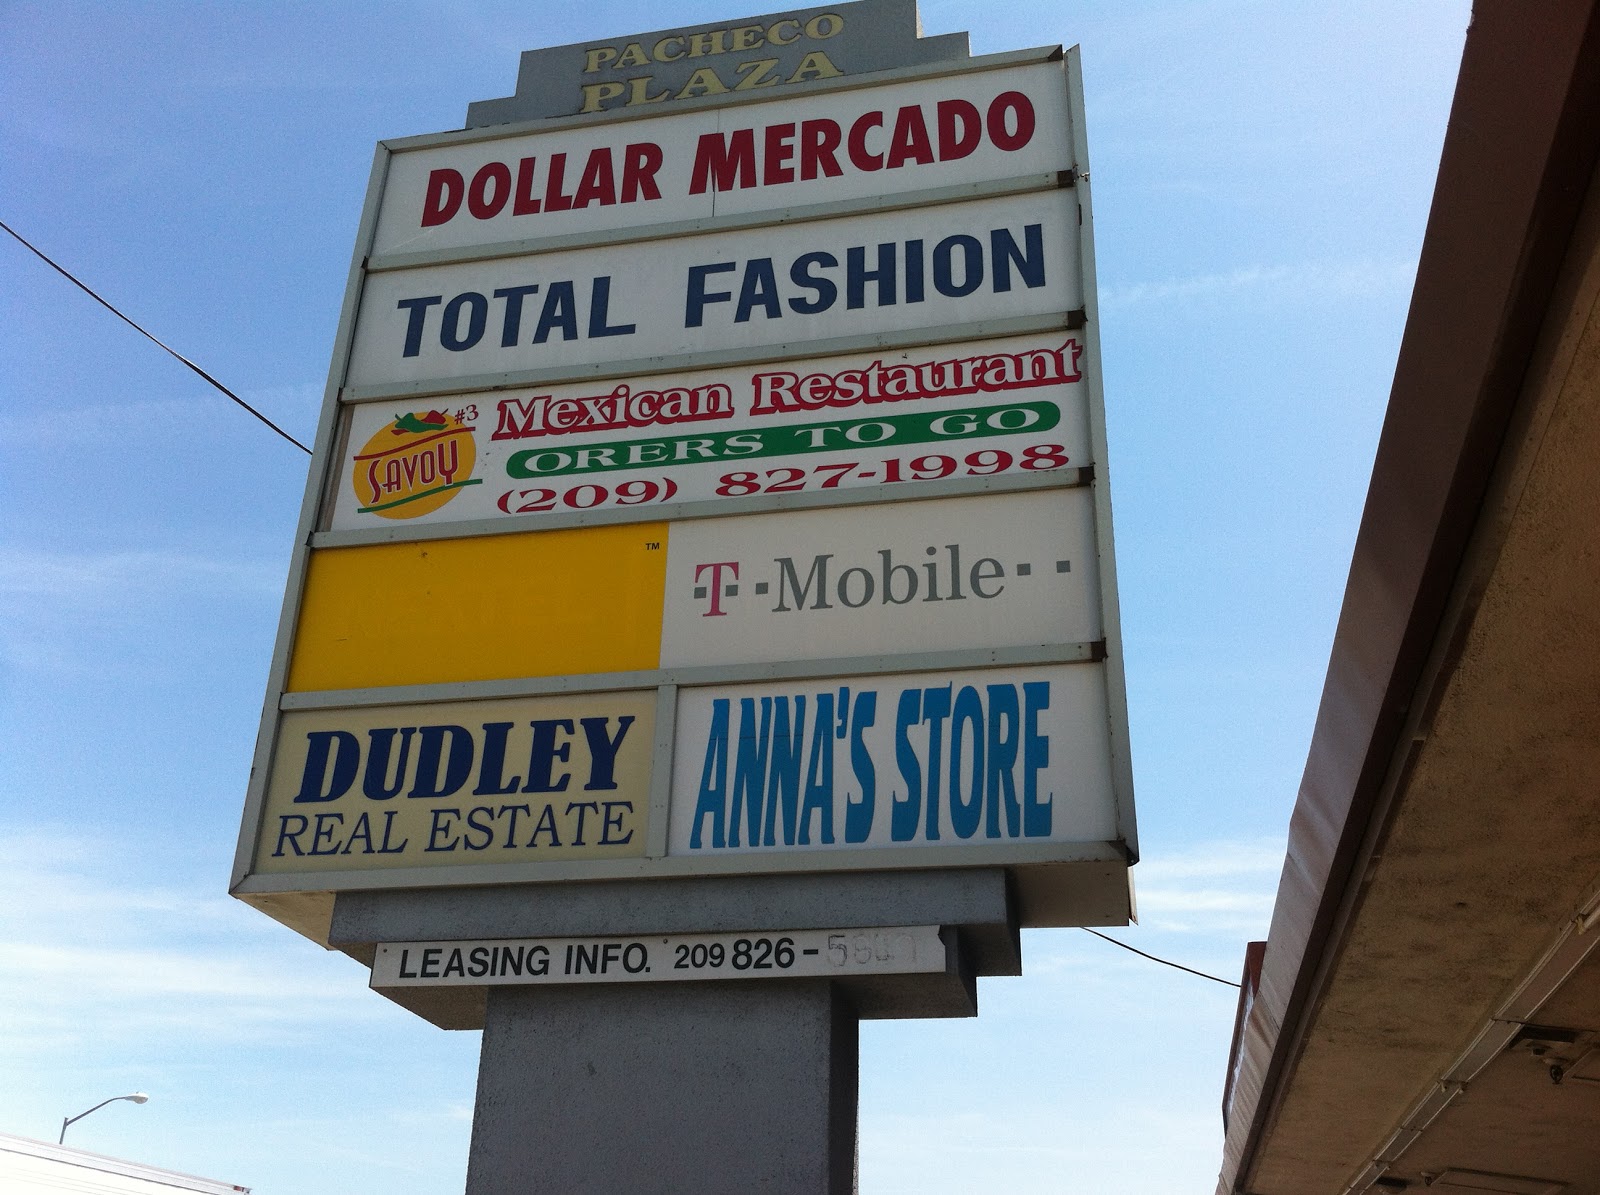 PACHECO
PLAZA
DOLLAR MERCADO
TOTAL FASHION
#3
SAVOY
Mexican Restaurant
ORERS TO GO
(209) 827-1998
TM
T-Mobile
DUDLEY
REAL ESTATE
ANNA'S STORE
LEASING INFO. 209 826-